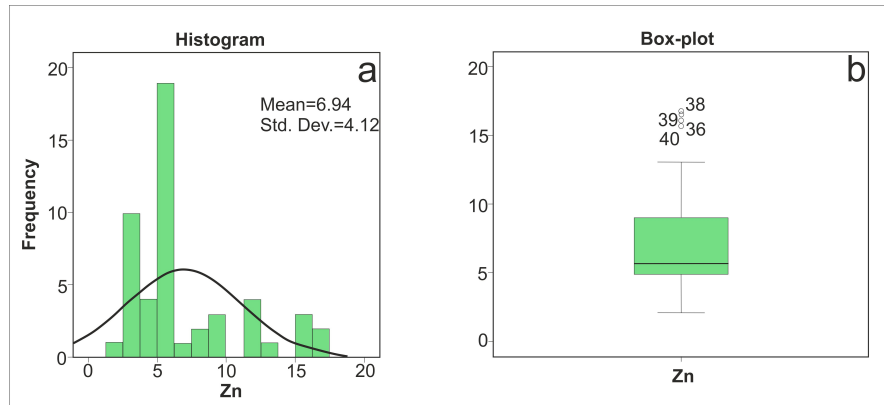 Histogram
a
Mean=6.94
Std. Dev.=4.12
Frequency
20
15
10
5
0
0 5 10 15 20
Zn
Box-plot
b
20
15
10
5
0
38
39
36
40
Zn